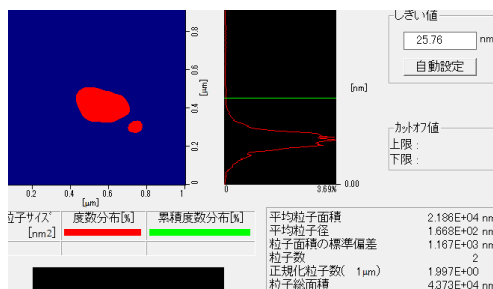 しきい値
25.76 nm
自動設定
カットオフ値
上限 :
下限 :
0.8
0.6
0.4
0.2
0
[μm]
0.2 0.4 0.6 0.8 1
[μm]
[nm]
0.00
0 3.69%
粒子サイズ 度数分布[%] 累積度数分布[%]
[nm2]
平均粒子面積 2.186E+04 nm
平均粒子径 1.668E+02 nm
粒子面積の標準偏差 1.167E+03 nm
粒子数 2
正規化粒子数( 1μm) 1.997E+00
粒子総面積 4.373E+04 nm